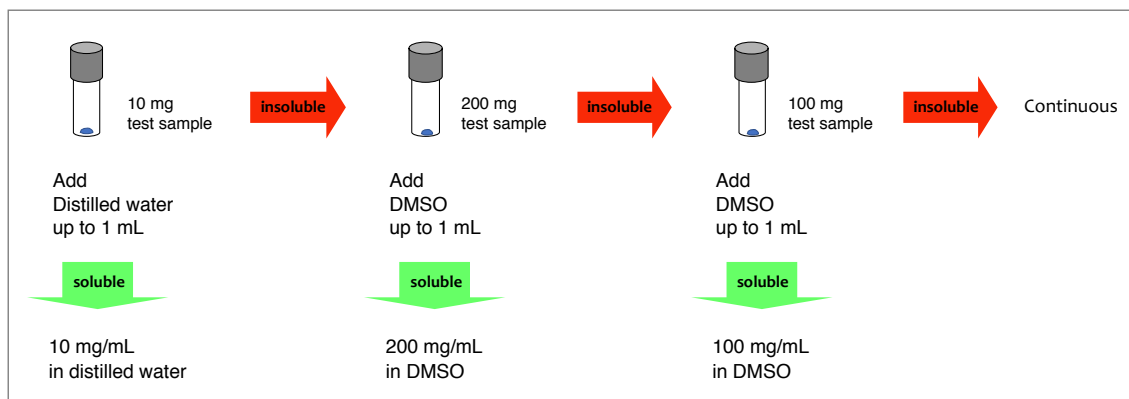 10 mg
test sample
insoluble
200 mg
test sample
insoluble
100 mg
test sample
insoluble
Continuous
Add
Distilled water
up to 1 mL
Add
DMSO
up to 1 mL
Add
DMSO
up to 1 mL
soluble
soluble
soluble
10 mg/mL
in distilled water
200 mg/mL
in DMSO
100 mg/mL
in DMSO